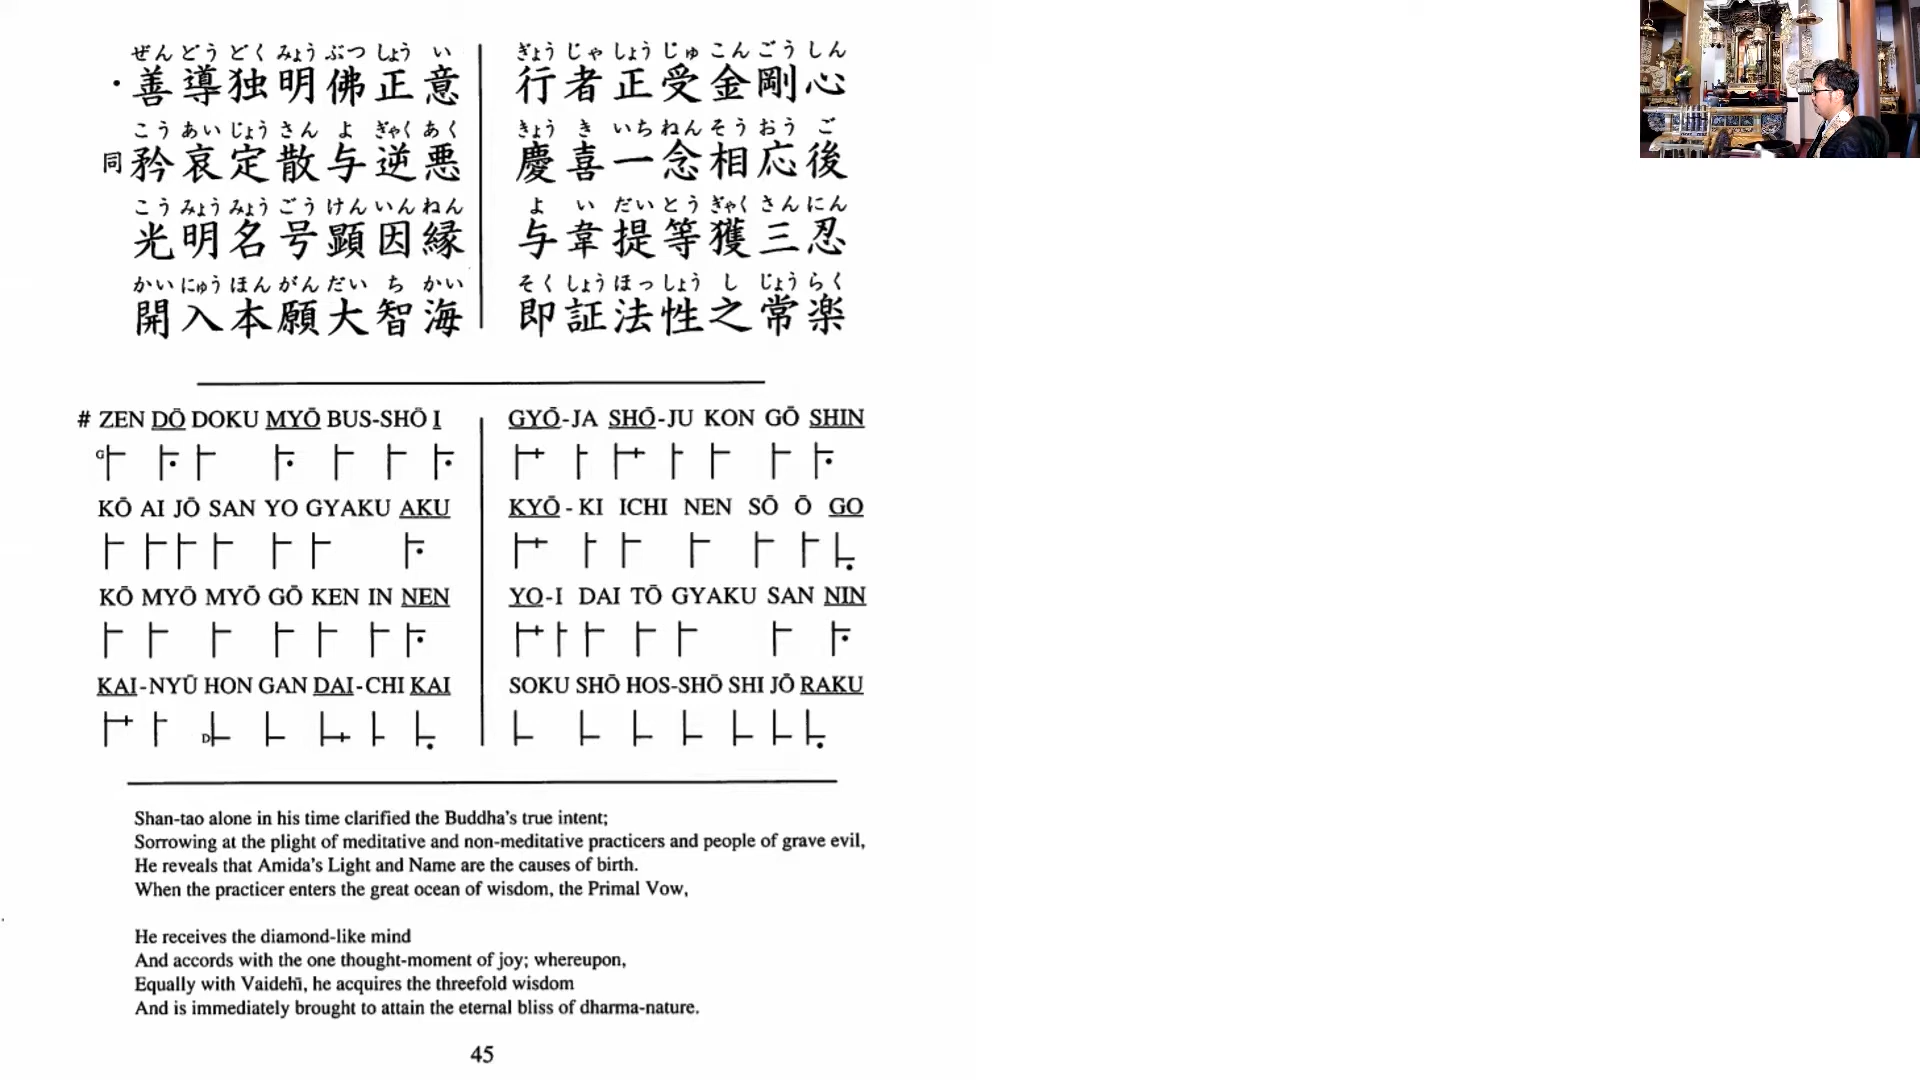 ぜんどうどくみょうぶつしょうい
・善導独明佛正意
こうあいじょうさんよぎゃくあく
同 矜哀定散与逆悪
こうみょうみょうごうけんいんねん
光明名号顕因縁
かいにゅうほんがんだいちかい
開入本願大智海
ぎょうじゃしょうじゅこんごうしん
行者正受金剛心
きょうきいちねんそうおうご
慶喜一念相応後
よいだいとうぎゃくさんにん
与韋提等獲三忍
そくしょうほっしょうしじょうらく
即証法性之常楽
# ZEN DŌ DOKU MYŌ BUS-SHŌ I
G
KŌ AI JŌ SAN YO GYAKU AKU
KŌ MYŌ MYŌ GŌ KEN IN NEN
KAI-NYŪ HON GAN DAI-CHI KAI
D
GYŌ-JA SHŌ-JU KON GŌ SHIN
KYŌ-KI ICHI NEN SŌ Ō GO
YO-I DAI TŌ GYAKU SAN NIN
SOKU SHŌ HOS-SHŌ SHI JŌ RAKU
Shan-tao alone in his time clarified the Buddha's true intent;
Sorrowing at the plight of meditative and non-meditative practicers and people of grave evil,
He reveals that Amida's Light and Name are the causes of birth.
When the practicer enters the great ocean of wisdom, the Primal Vow,
He receives the diamond-like mind
And accords with the one thought-moment of joy; whereupon,
Equally with Vaidehī, he acquires the threefold wisdom
And is immediately brought to attain the eternal bliss of dharma-nature.
45